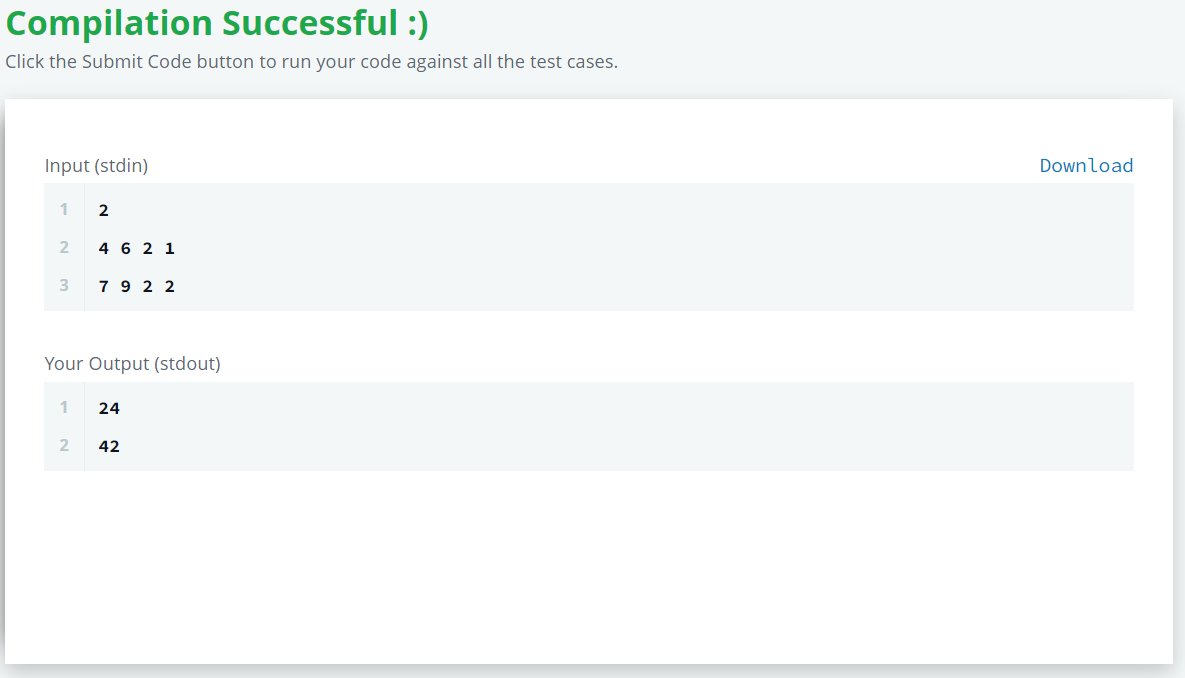 Compilation Successful :)
Click the Submit Code button to run your code against all the test cases.
Input (stdin) Download
1 2
2 4 6 2 1
3 7 9 2 2
Your Output (stdout)
1 24
2 42